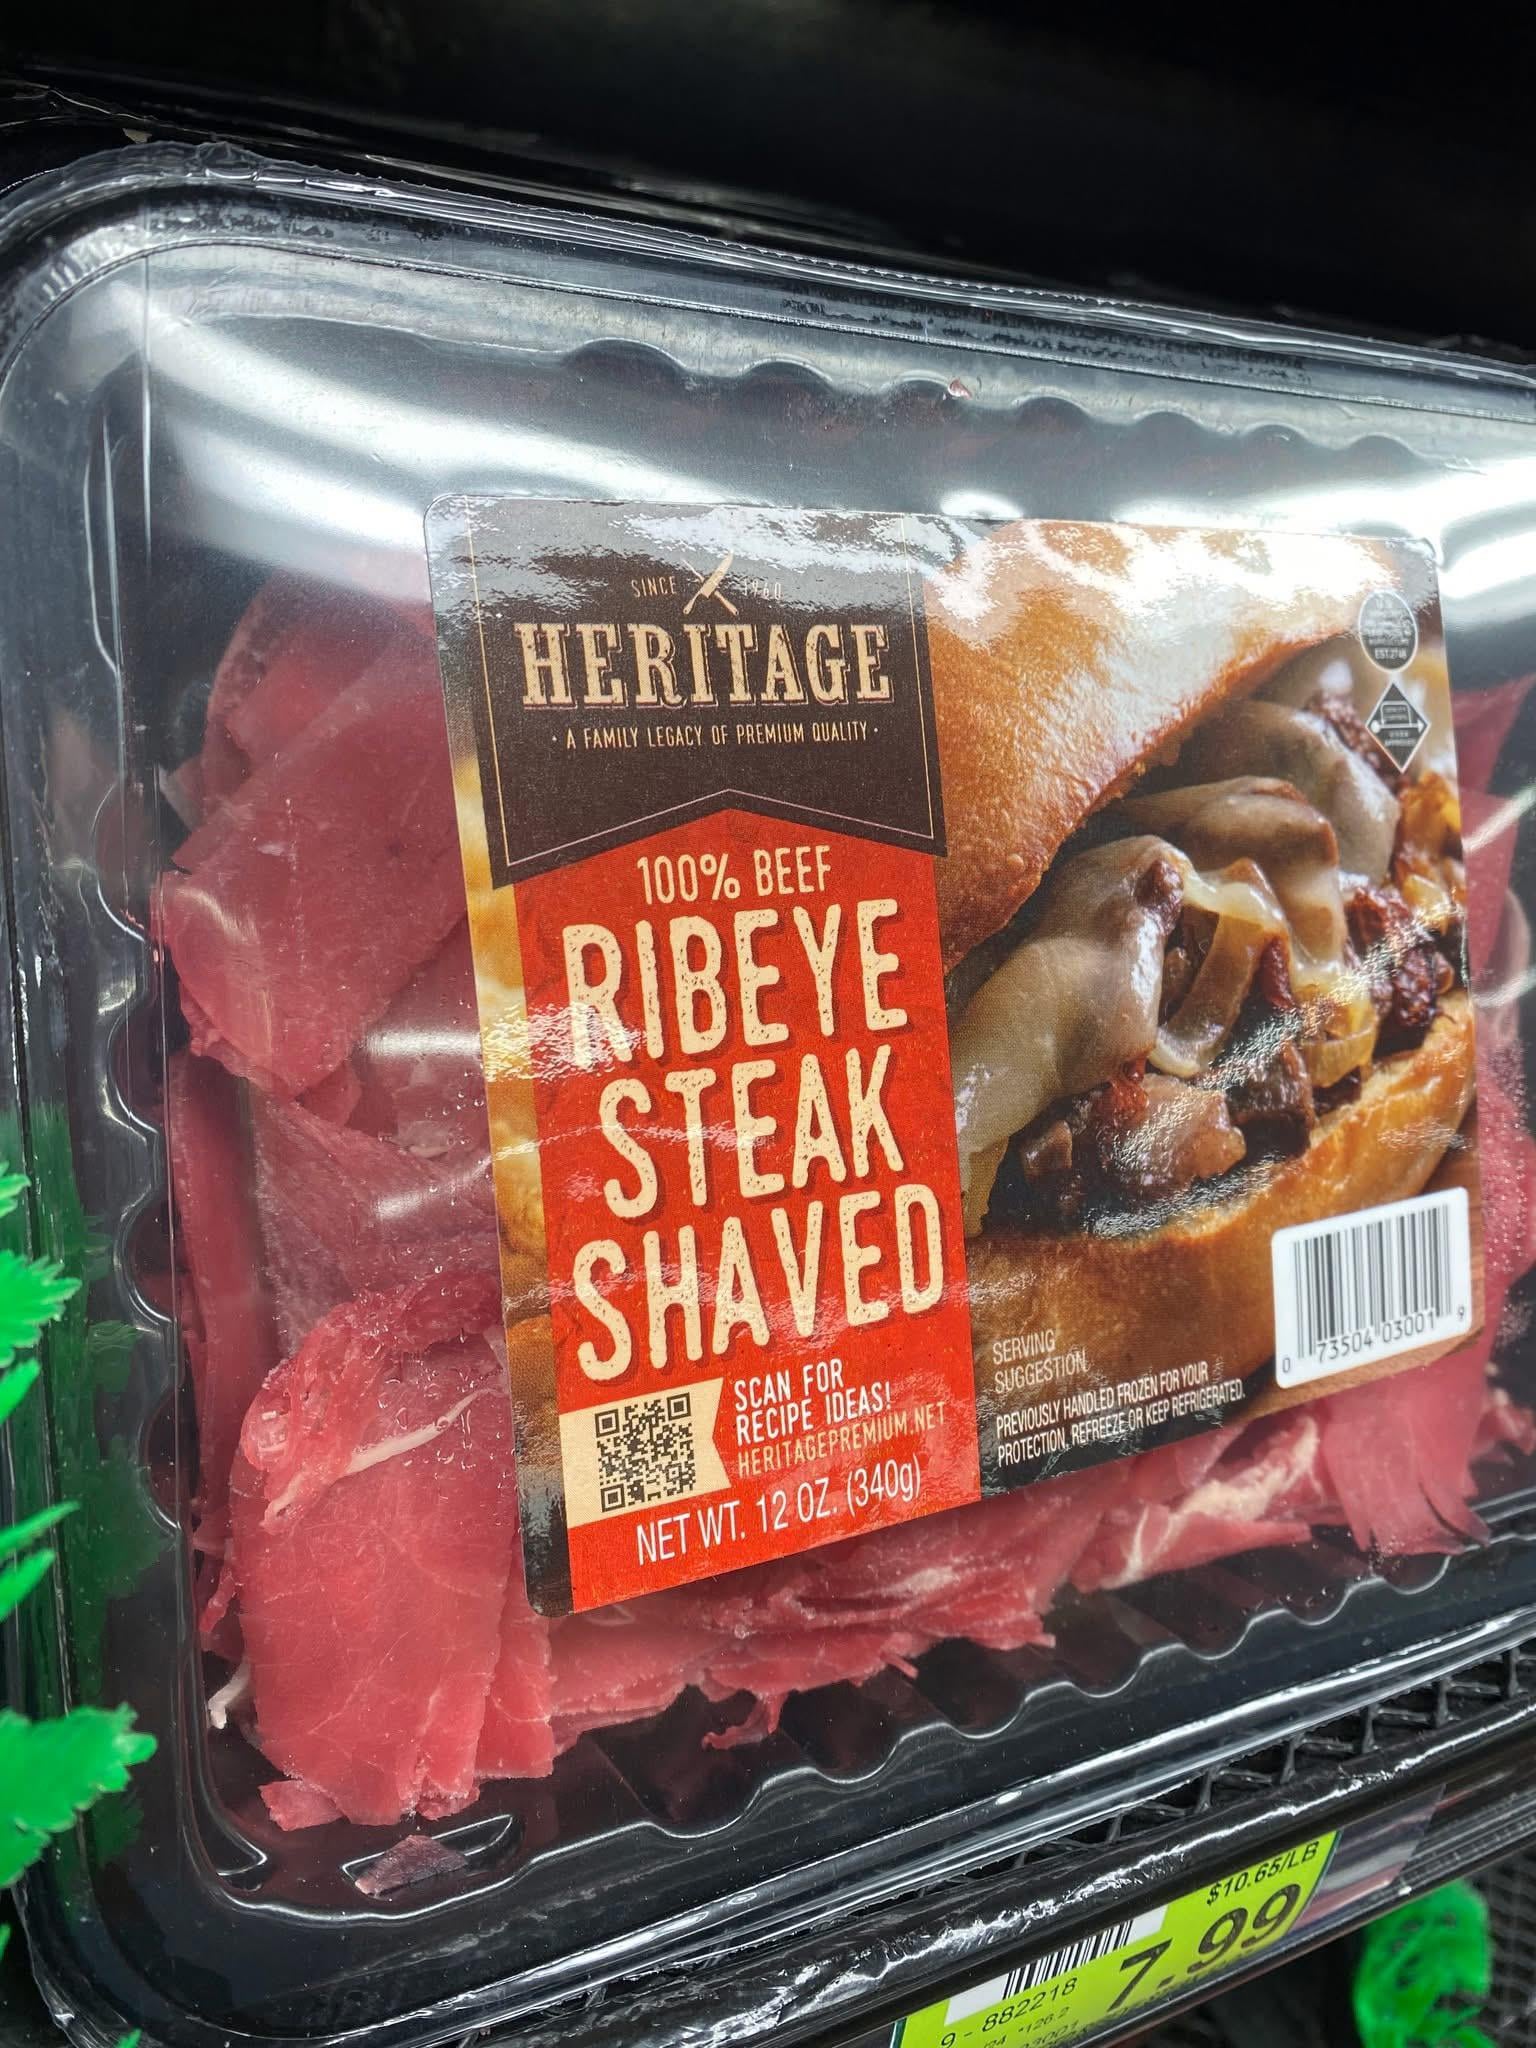 SINCE 1960
HERITAGE
· A FAMILY LEGACY OF PREMIUM QUALITY ·
100% BEEF
RIBEYE
STEAK
SHAVED
SCAN FOR
RECIPE IDEAS!
HERITAGEPREMIUM.NET
NET WT. 12 OZ. (340g)
EST.2748
SERVING
SUGGESTION
PREVIOUSLY HANDLED FROZEN FOR YOUR
PROTECTION, REFREEZE OR KEEP REFRIGERATED.
0 73504 03001 9
$10.65/LB
7.99
9 - 882218